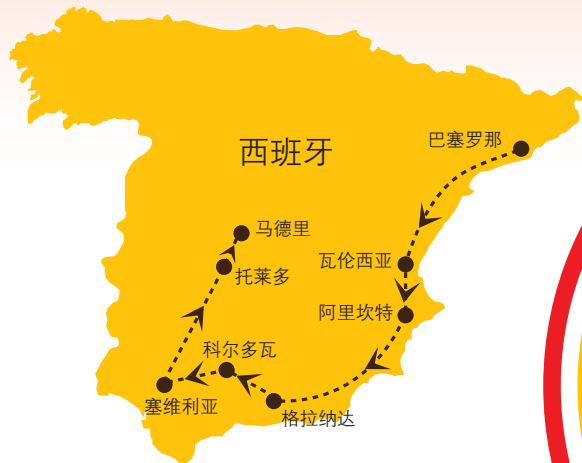 西班牙
巴塞罗那
马德里
瓦伦西亚
托莱多
阿里坎特
科尔多瓦
塞维利亚
格拉纳达